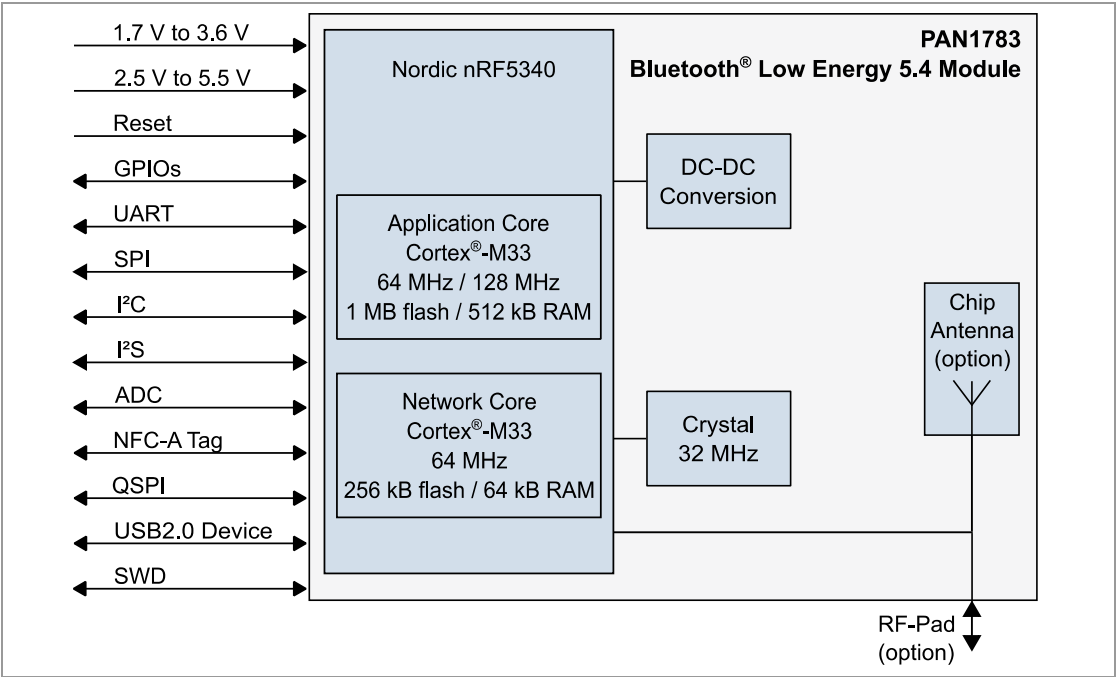 1.7 V to 3.6 V
2.5 V to 5.5 V
Reset
GPIOs
UART
SPI
I²C
I²S
ADC
NFC-A Tag
QSPI
USB2.0 Device
SWD
Nordic nRF5340
Application Core
Cortex®-M33
64 MHz / 128 MHz
1 MB flash / 512 kB RAM
Network Core
Cortex®-M33
64 MHz
256 kB flash / 64 kB RAM
PAN1783
Bluetooth® Low Energy 5.4 Module
DC-DC
Conversion
Crystal
32 MHz
Chip
Antenna
(option)
RF-Pad
(option)